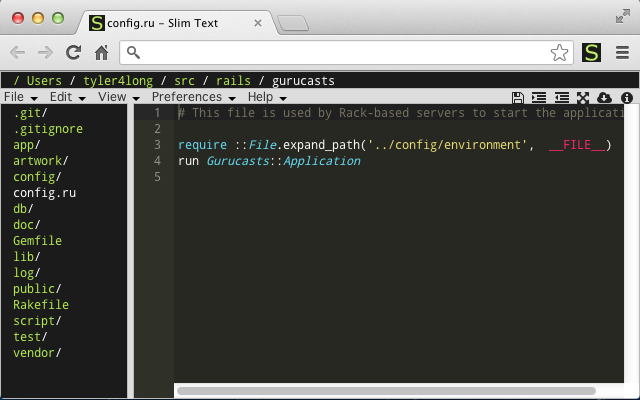 S config.ru – Slim Text
S
/ Users / tyler4long / src / rails / gurucasts
File Edit View Preferences Help
.git/
.gitignore
app/
artwork/
config/
config.ru
db/
doc/
Gemfile
lib/
log/
public/
Rakefile
script/
test/
vendor/
1 # This file is used by Rack-based servers to start the applicati
2
3 require ::File.expand_path('../config/environment', __FILE__)
4 run Gurucasts::Application
5